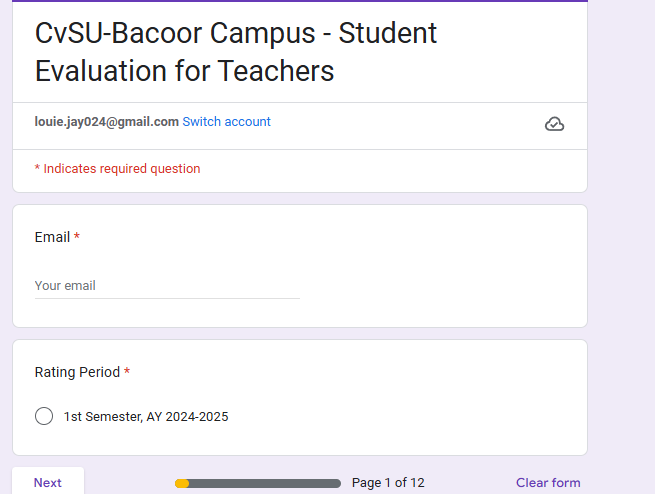 CvSU-Bacoor Campus - Student
Evaluation for Teachers
louie.jay024@gmail.com Switch account
* Indicates required question
Email *
Your email
Rating Period *
1st Semester, AY 2024-2025
Next Page 1 of 12 Clear form